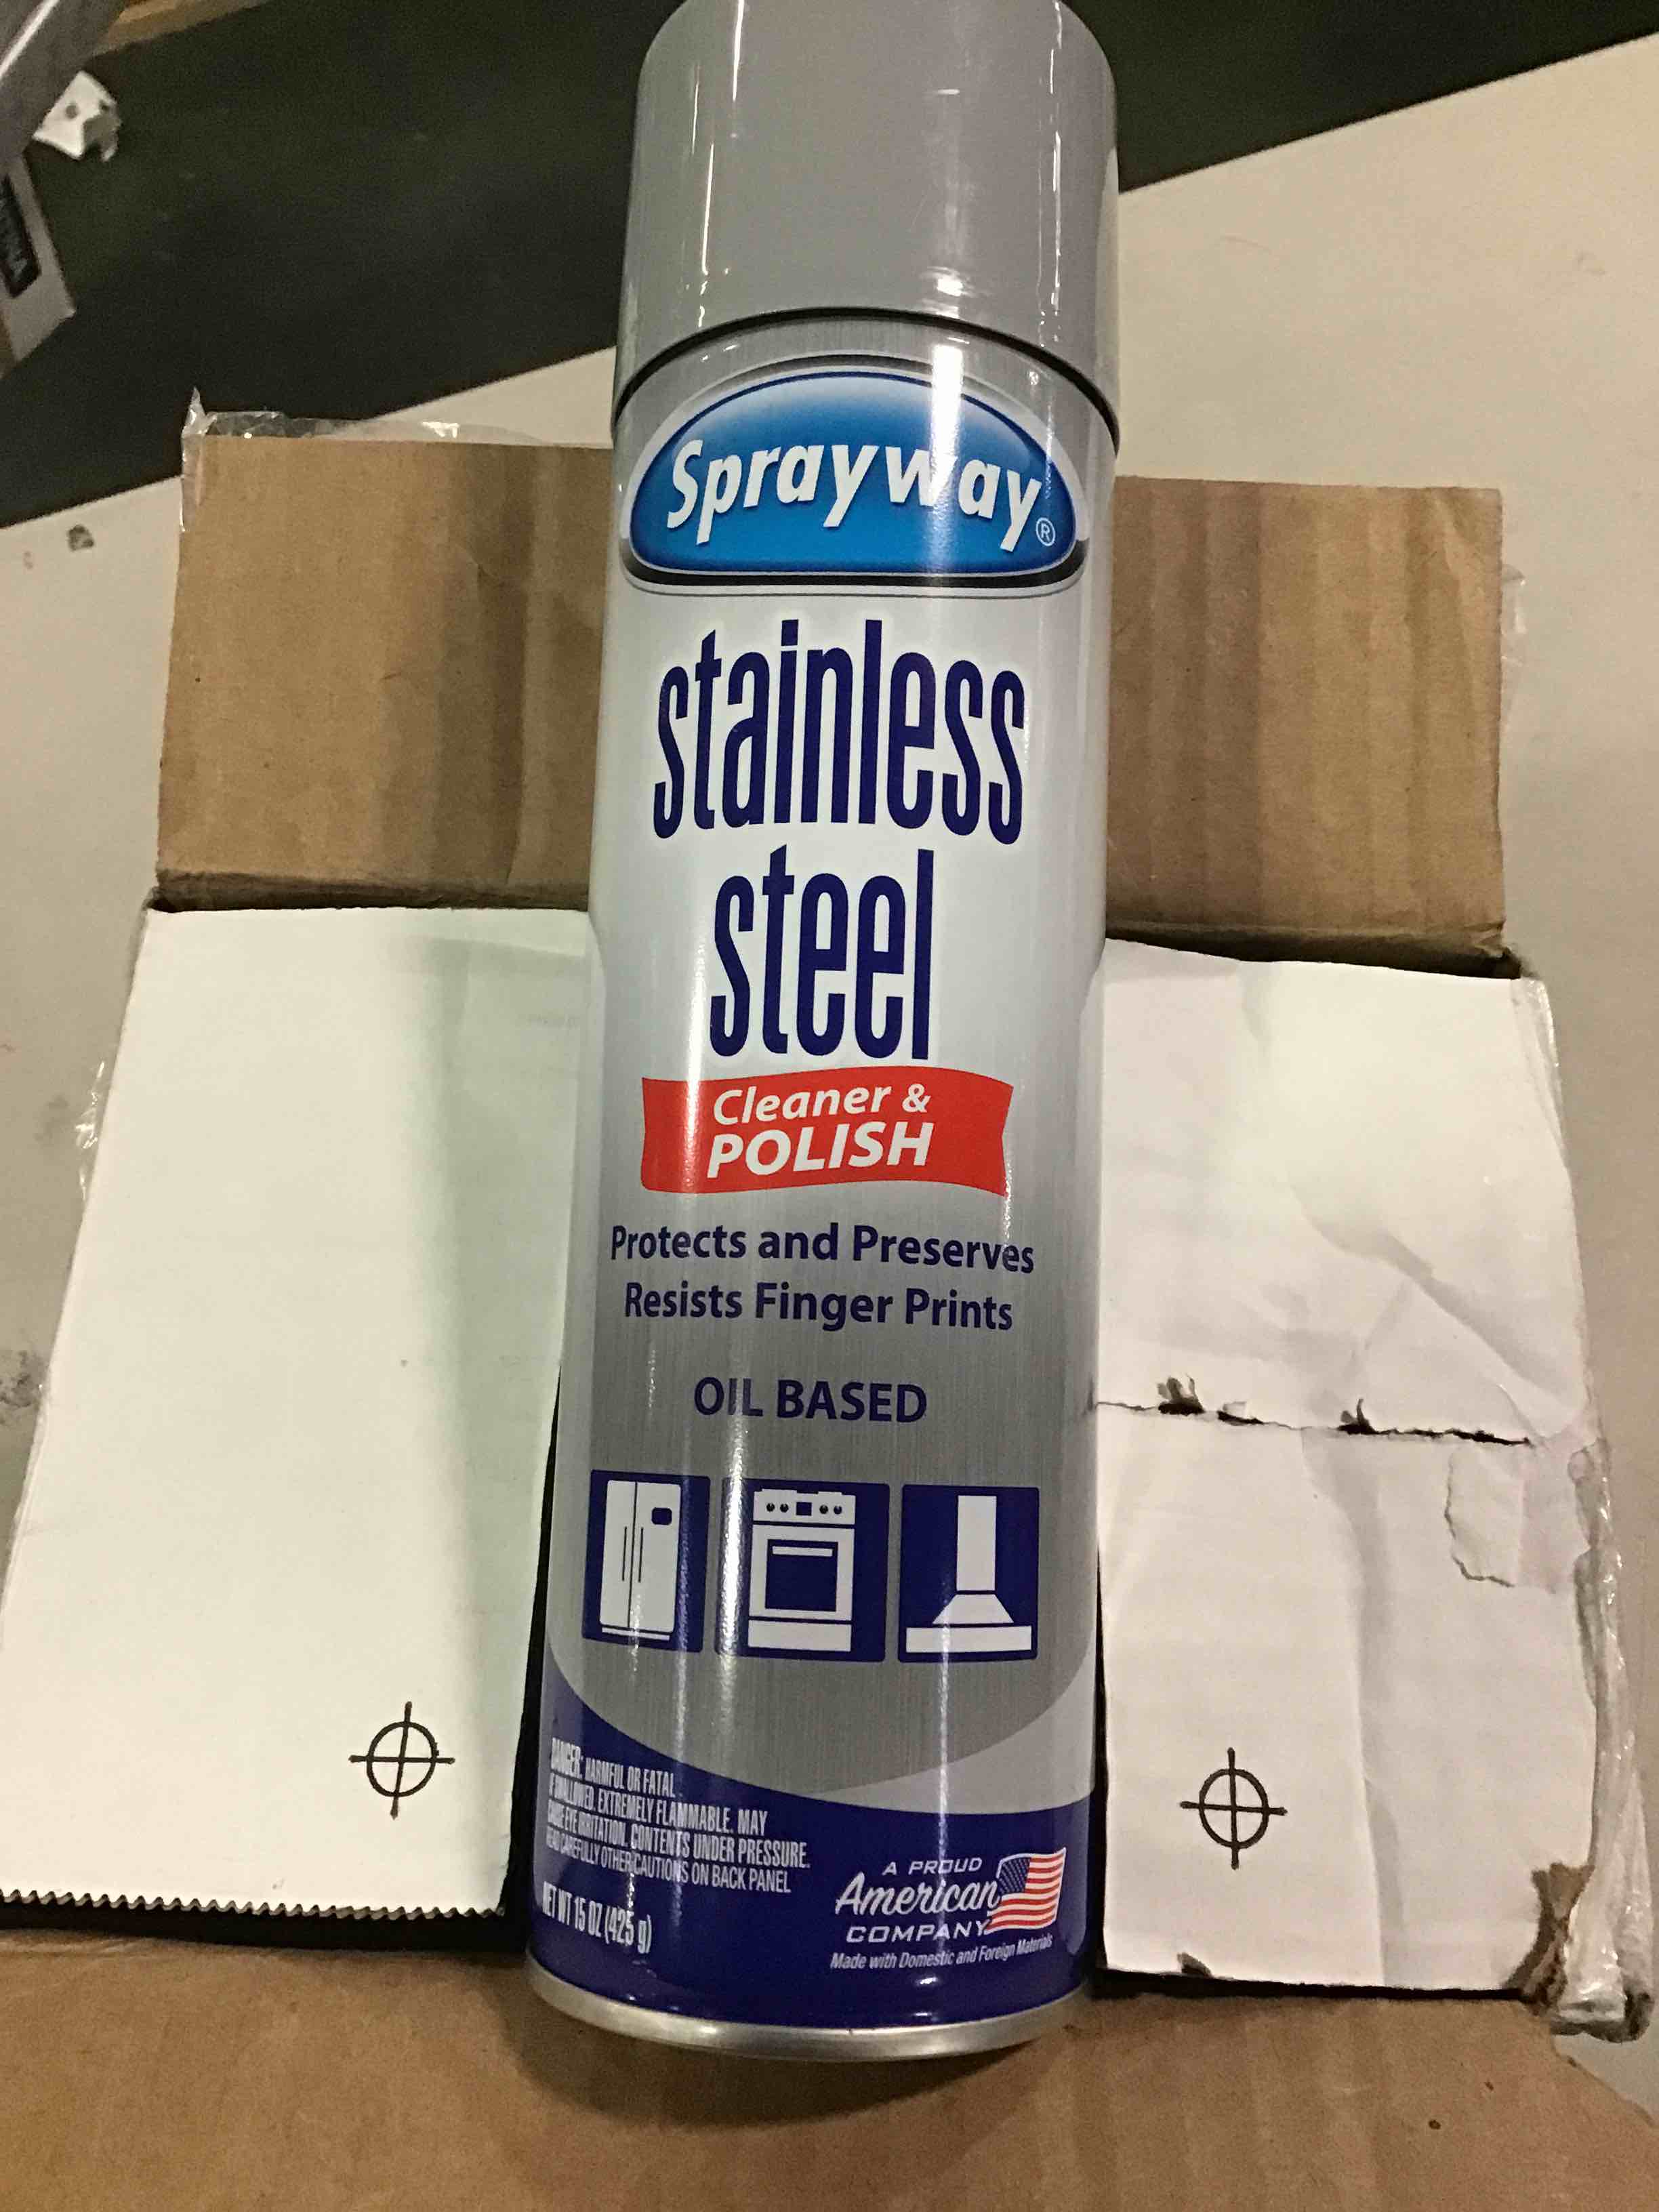 Sprayway®
stainless
steel
Cleaner &
POLISH
Protects and Preserves
Resists Finger Prints
OIL BASED
DANGER: HARMFUL OR FATAL
IF SWALLOWED. EXTREMELY FLAMMABLE. MAY
CAUSE EYE IRRITATION. CONTENTS UNDER PRESSURE.
READ CAREFULLY OTHER CAUTIONS ON BACK PANEL
NET WT 15 OZ (425 g)
A PROUD
American
COMPANY
Made with Domestic and Foreign Materials